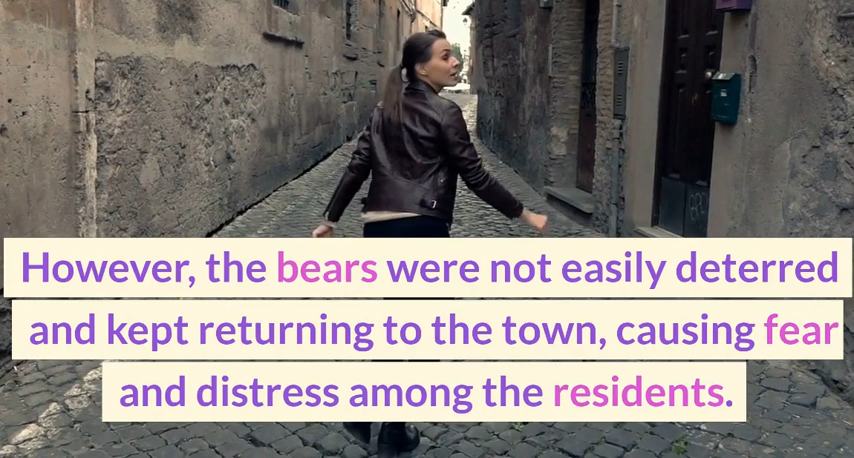 However, the bears were not easily deterred
and kept returning to the town, causing fear
and distress among the residents.